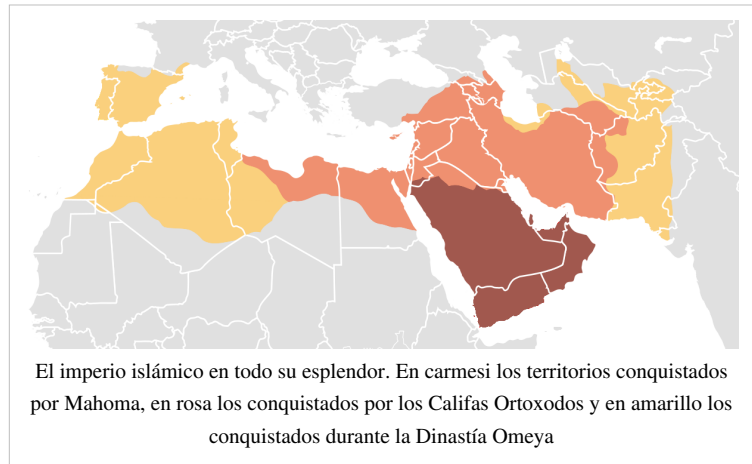 El imperio islámico en todo su esplendor. En carmesi los territorios conquistados
por Mahoma, en rosa los conquistados por los Califas Ortoxodos y en amarillo los
conquistados durante la Dinastía Omeya